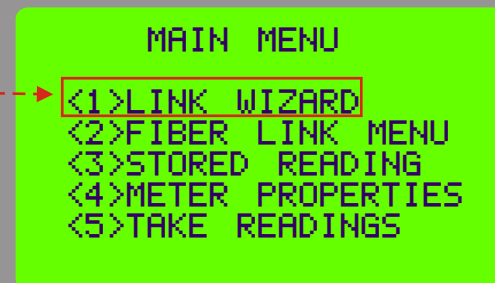 MAIN MENU
<1>LINK WIZARD
<2>FIBER LINK MENU
<3>STORED READING
<4>METER PROPERTIES
<5>TAKE READINGS